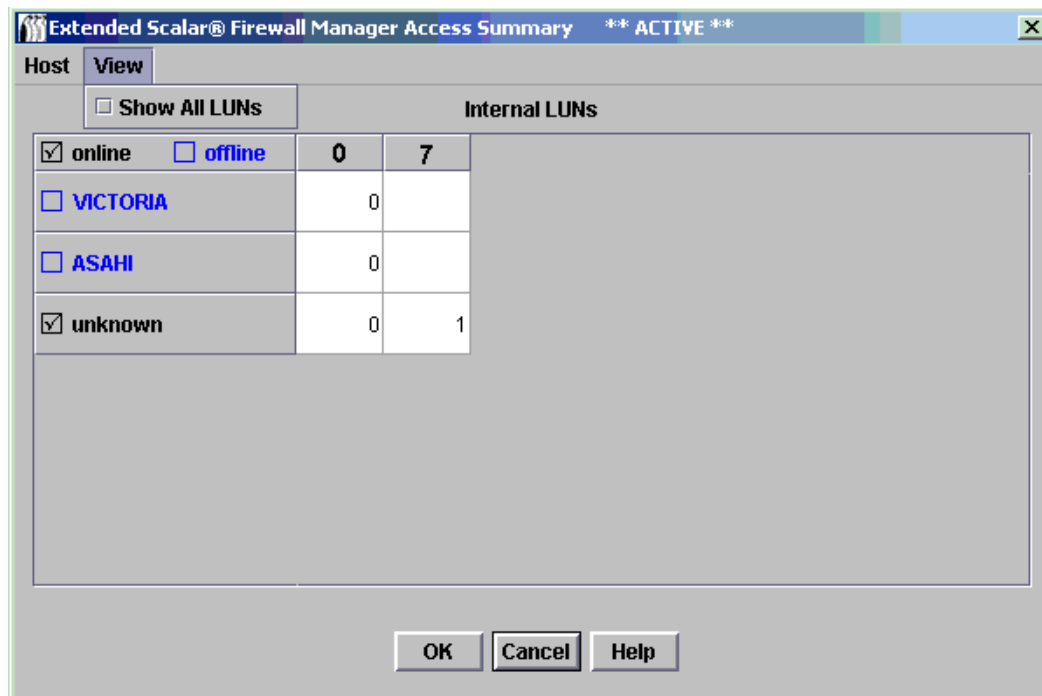 Extended Scalar® Firewall Manager Access Summary ** ACTIVE **
Host View
Show All LUNs
Internal LUNs
online offline 0 7
VICTORIA 0
ASAHI 0
unknown 0 1
OK Cancel Help